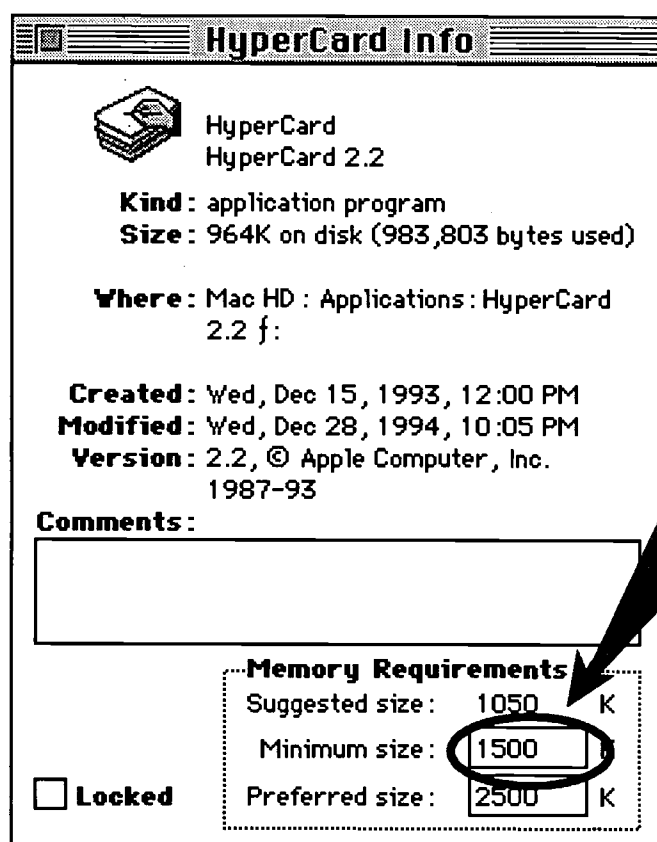 HyperCard Info
HyperCard
HyperCard 2.2
Kind: application program
Size: 964K on disk (983,803 bytes used)
Where: Mac HD : Applications: HyperCard
2.2 ƒ:
Created: Wed, Dec 15, 1993, 12:00 PM
Modified: Wed, Dec 28, 1994, 10:05 PM
Version: 2.2, © Apple Computer, Inc.
1987-93
Comments:
Memory Requirements
Suggested size: 1050 K
Minimum size: 1500 K
Locked
Preferred size: 2500 K